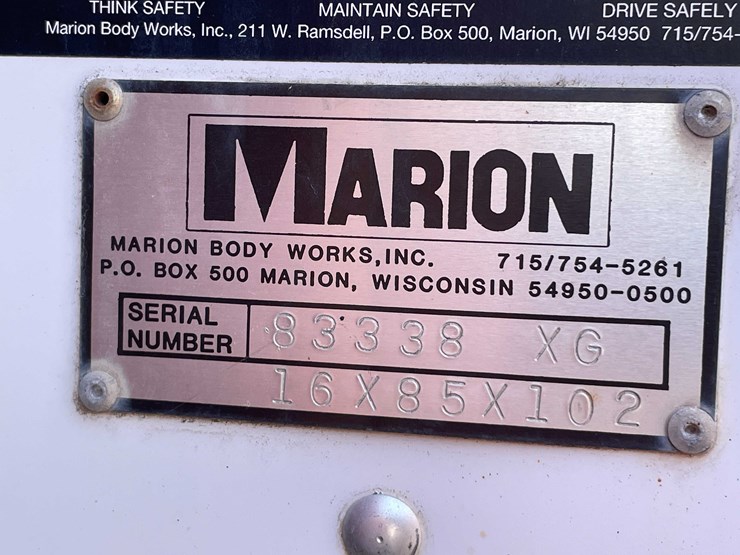 THINK SAFETY MAINTAIN SAFETY DRIVE SAFELY
Marion Body Works, Inc., 211 W. Ramsdell, P.O. Box 500, Marion, WI 54950 715/754-
MARION
MARION BODY WORKS,INC. 715/754-5261
P.O. BOX 500 MARION, WISCONSIN 54950-0500
SERIAL
NUMBER 83338 XG
16X85X102